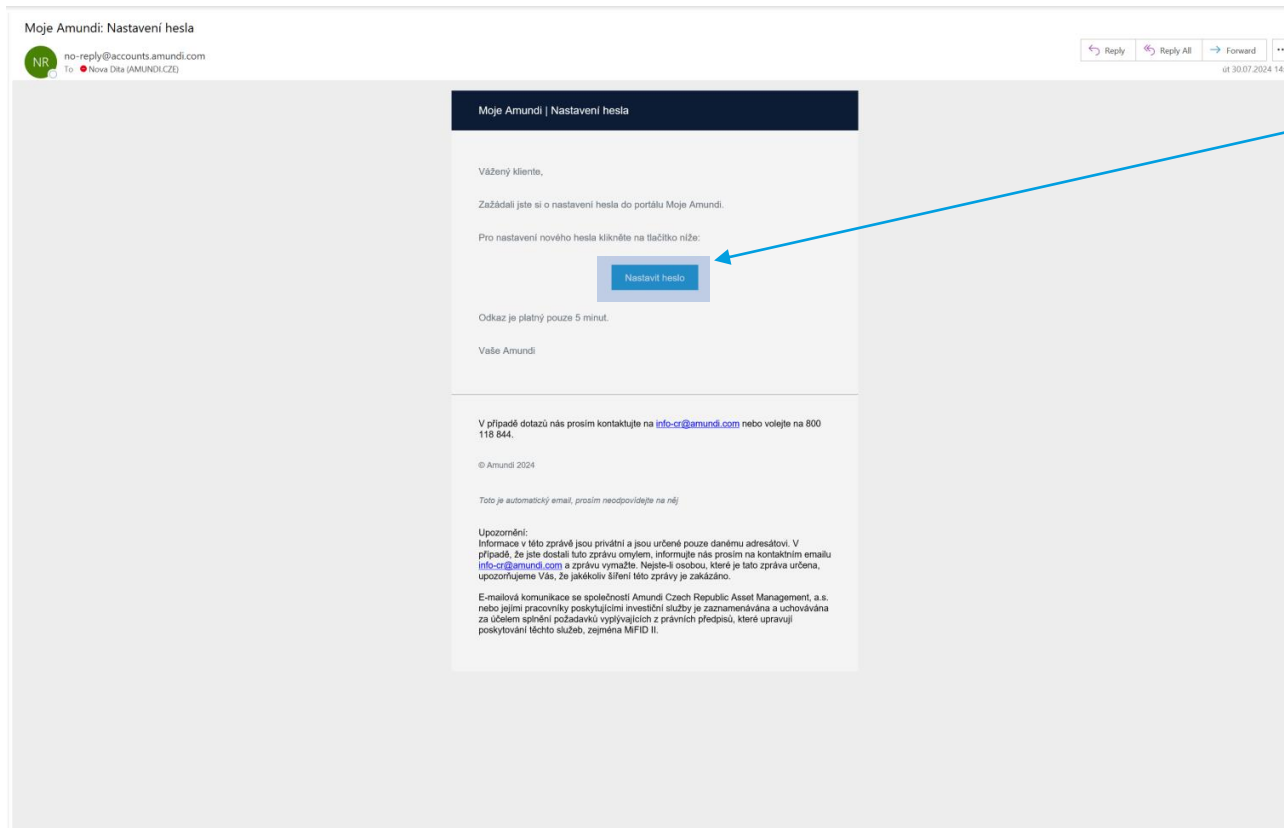 Moje Amundi: Nastavení hesla
NR
no-reply@accounts.amundi.com
To Nova Dita (AMUNDI.CZE)
Reply
Reply All
Forward
út 30.07.2024
Moje Amundi | Nastavení hesla
Vážený kliente,
Zažádali jste si o nastavení hesla do portálu Moje Amundi.
Pro nastavení nového hesla klikněte na tlačítko níže:
Nastavit heslo
Odkaz je platný pouze 5 minut.
Vaše Amundi
V případě dotazů nás prosím kontaktujte na info-cr@amundi.com nebo volejte na 800
118 844.
© Amundi 2024
Toto je automatický email, prosím neodpovídejte na něj
Upozornění:
Informace v této zprávě jsou privátní a jsou určené pouze danému adresátovi. V
případě, že jste dostali tuto zprávu omylem, informujte nás prosím na kontaktním emailu
info-cr@amundi.com a zprávu vymažte. Nejste-li osobou, které je tato zpráva určena,
upozorňujeme Vás, že jakékoliv šíření této zprávy je zakázáno.
E-mailová komunikace se společností Amundi Czech Republic Asset Management, a.s.
nebo jejími pracovníky poskytujícími investiční služby je zaznamenávána a uchovávána
za účelem splnění požadavků vyplývajících z právních předpisů, které upravují
poskytování těchto služeb, zejména MiFID II.